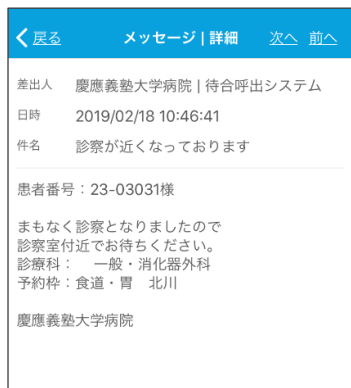 戻る メッセージ | 詳細 次へ 前へ
差出人 慶應義塾大学病院 | 待合呼出システム
日時 2019/02/18 10:46:41
件名 診察が近くなっております
患者番号：23-03031様
まもなく診察となりましたので
診察室付近でお待ちください。
診療科：　一般・消化器外科
予約枠：食道・胃　北川
慶應義塾大学病院